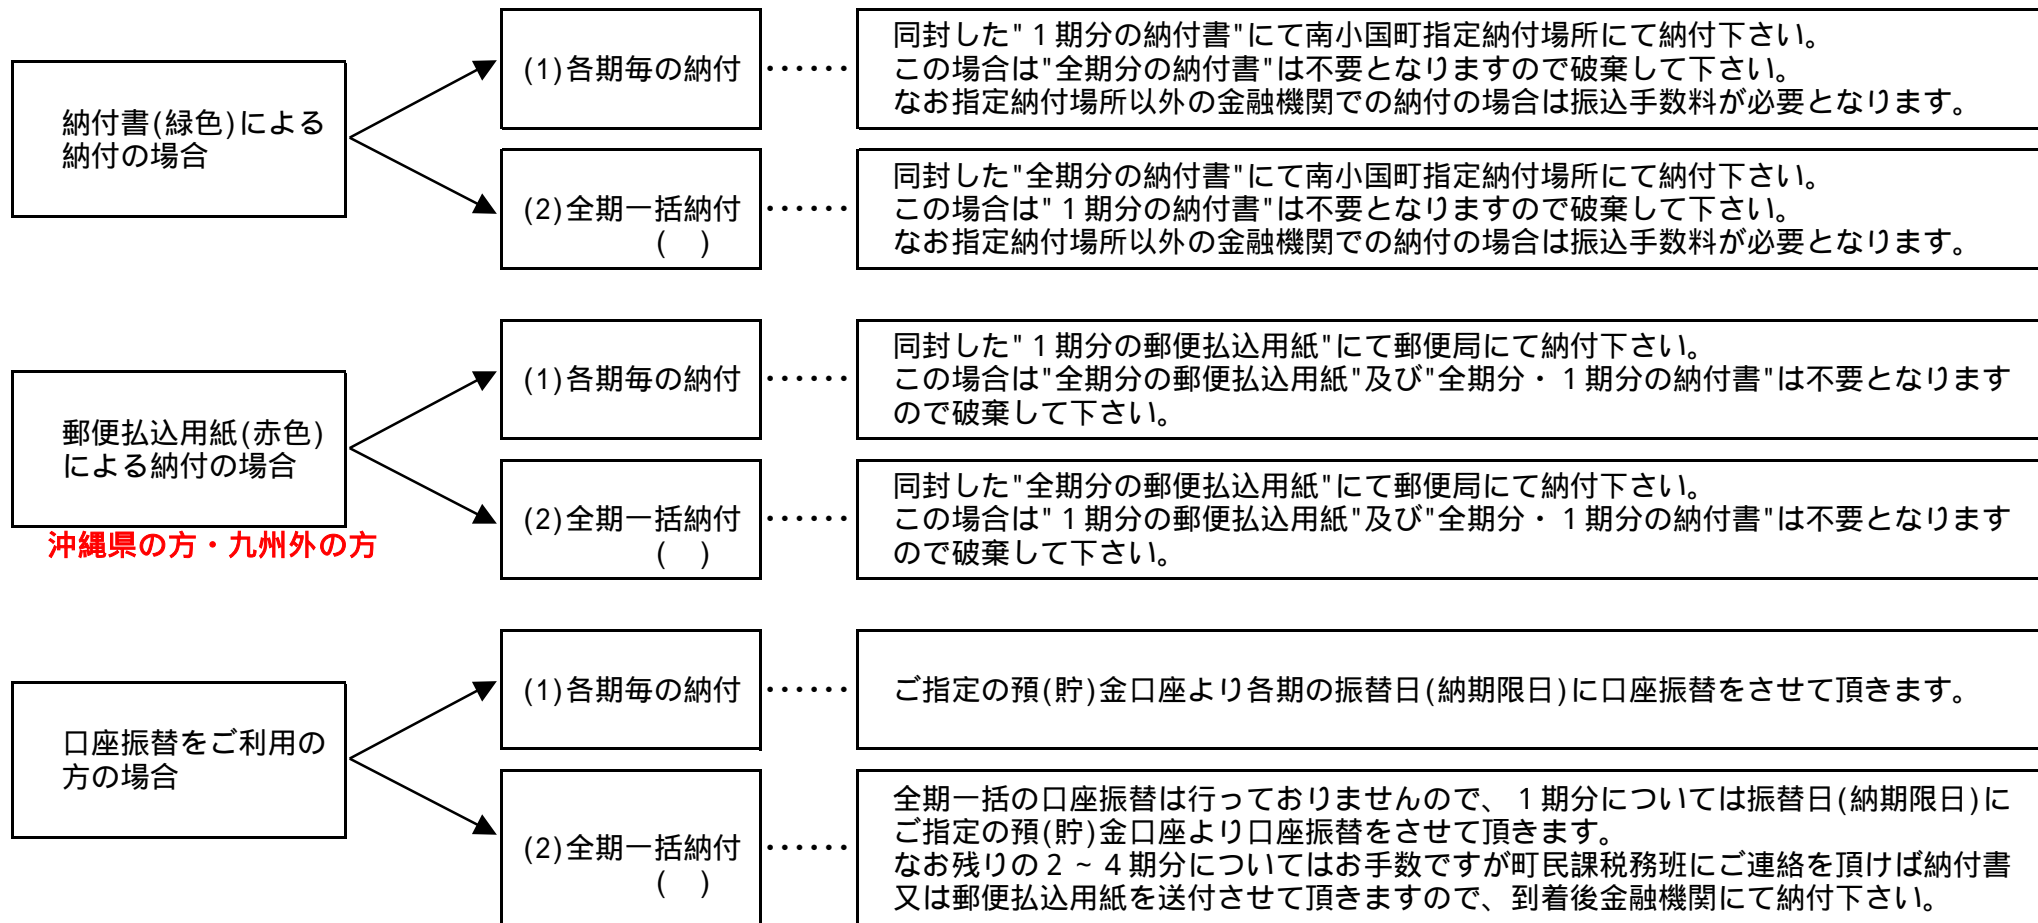 納付書(緑色)による
納付の場合
(1)各期毎の納付
・・・・・・
同封した"１期分の納付書"にて南小国町指定納付場所にて納付下さい。
この場合は"全期分の納付書"は不要となりますので破棄して下さい。
なお指定納付場所以外の金融機関での納付の場合は振込手数料が必要となります。
(2)全期一括納付
(　)
・・・・・・
同封した"全期分の納付書"にて南小国町指定納付場所にて納付下さい。
この場合は"１期分の納付書"は不要となりますので破棄して下さい。
なお指定納付場所以外の金融機関での納付の場合は振込手数料が必要となります。
郵便払込用紙(赤色)
による納付の場合
沖縄県の方・九州外の方
(1)各期毎の納付
・・・・・・
同封した"１期分の郵便払込用紙"にて郵便局にて納付下さい。
この場合は"全期分の郵便払込用紙"及び"全期分・１期分の納付書"は不要となります
ので破棄して下さい。
(2)全期一括納付
(　)
・・・・・・
同封した"全期分の郵便払込用紙"にて郵便局にて納付下さい。
この場合は"１期分の郵便払込用紙"及び"全期分・１期分の納付書"は不要となります
ので破棄して下さい。
口座振替をご利用の
方の場合
(1)各期毎の納付
・・・・・・
ご指定の預(貯)金口座より各期の振替日(納期限日)に口座振替をさせて頂きます。
(2)全期一括納付
(　)
・・・・・・
全期一括の口座振替は行っておりませんので、１期分については振替日(納期限日)に
ご指定の預(貯)金口座より口座振替をさせて頂きます。
なお残りの２~４期分についてはお手数ですが町民課税務班にご連絡を頂けば納付書
又は郵便払込用紙を送付させて頂きますので、到着後金融機関にて納付下さい。